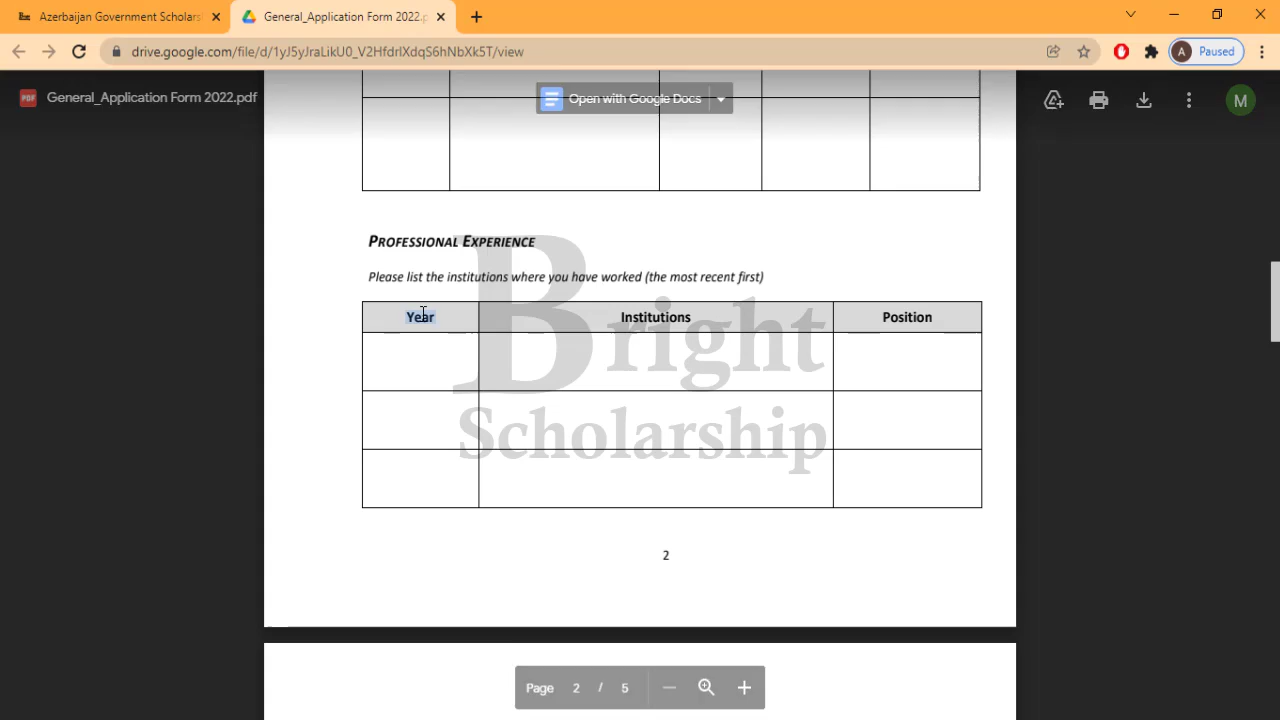 Azerbaijan Government Scholars
General_Application Form 2022.p
drive.google.com/file/d/1yJ5yJraLikU0_V2HfdrIXdqS6hNbXk5T/view
A
Paused
PDF
General_Application Form 2022.pdf
Open with Google Docs
M
PROFESSIONAL EXPERIENCE
Please list the institutions where you have worked (the most recent first)
Year Institutions Position
Bright
Scholarship
2
Page 2 / 5